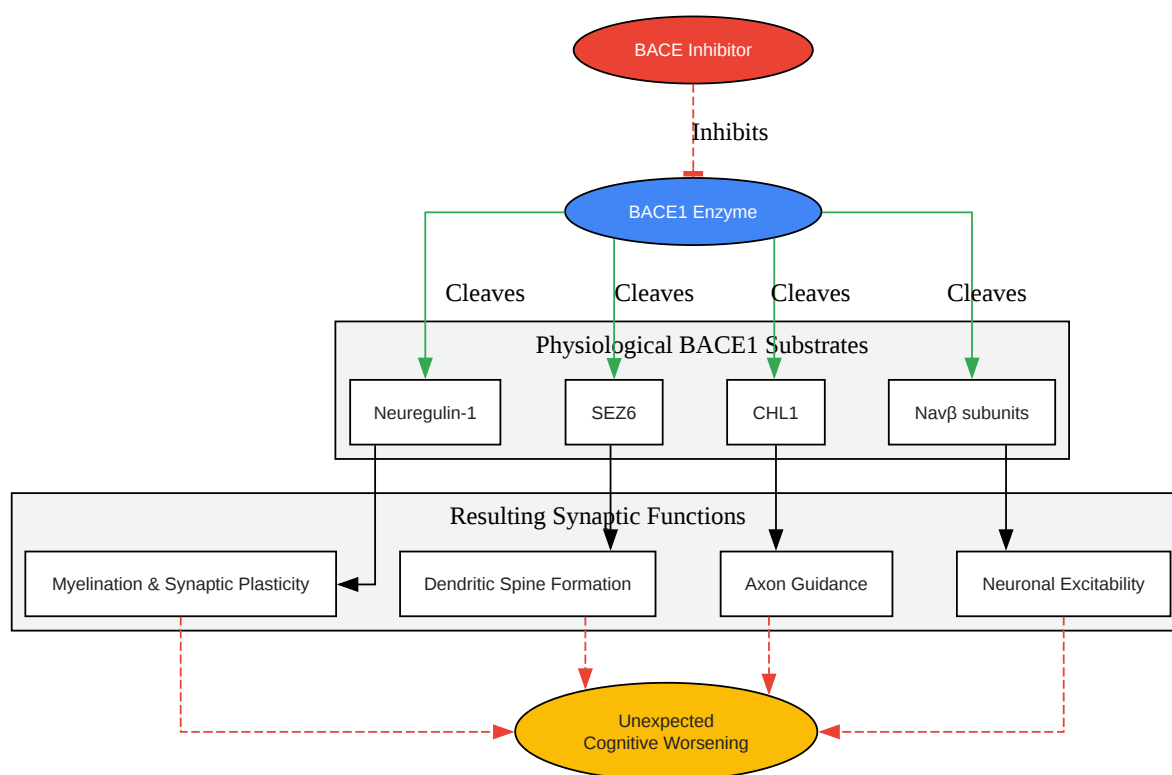 BACE Inhibitor
Inhibits
BACE1 Enzyme
Cleaves
Cleaves
Cleaves
Cleaves
Physiological BACE1 Substrates
Neuregulin-1
SEZ6
CHL1
Navβ subunits
Resulting Synaptic Functions
Myelination & Synaptic Plasticity
Dendritic Spine Formation
Axon Guidance
Neuronal Excitability
Unexpected
Cognitive Worsening